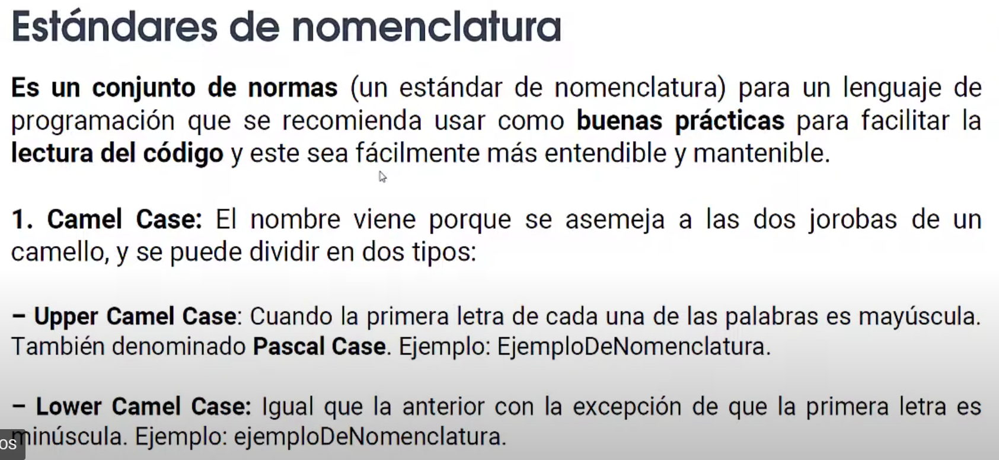 Estándares de nomenclatura
Es un conjunto de normas (un estándar de nomenclatura) para un lenguaje de
programación que se recomienda usar como buenas prácticas para facilitar la
lectura del código y este sea fácilmente más entendible y mantenible.
1. Camel Case: El nombre viene porque se asemeja a las dos jorobas de un
camello, y se puede dividir en dos tipos:
– Upper Camel Case: Cuando la primera letra de cada una de las palabras es mayúscula.
También denominado Pascal Case. Ejemplo: EjemploDeNomenclatura.
– Lower Camel Case: Igual que la anterior con la excepción de que la primera letra es
minúscula. Ejemplo: ejemploDeNomenclatura.
os